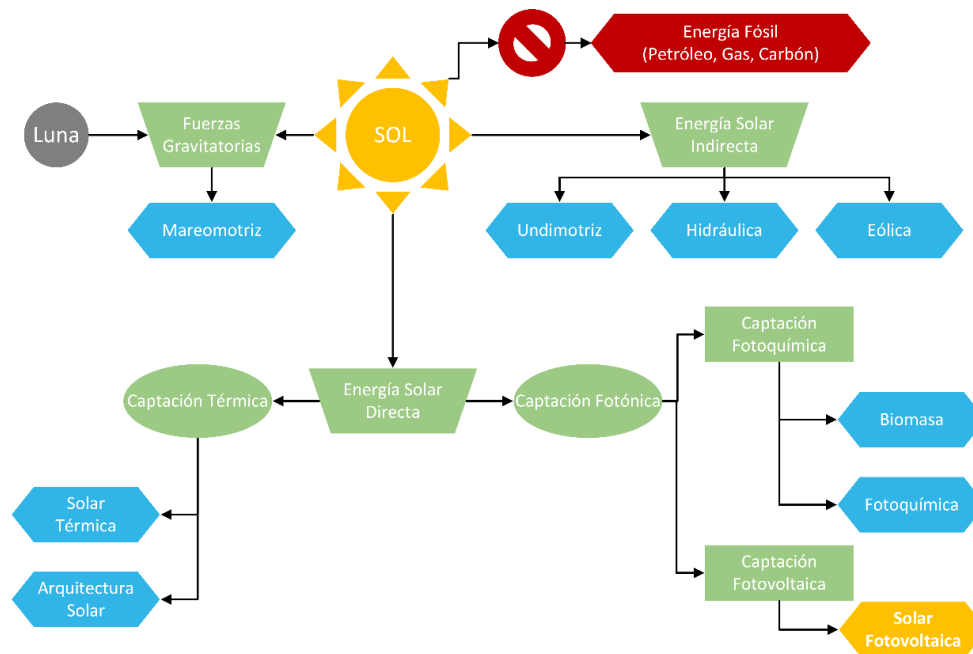 Energía Fósil
(Petróleo, Gas, Carbón)
Luna
Fuerzas
Gravitatorias
SOL
Energía Solar
Indirecta
Mareomotriz
Undimotriz
Hidráulica
Eólica
Captación Térmica
Energía Solar
Directa
Captación Fotónica
Captación
Fotoquímica
Biomasa
Solar
Térmica
Fotoquímica
Arquitectura
Solar
Captación
Fotovoltaica
Solar
Fotovoltaica